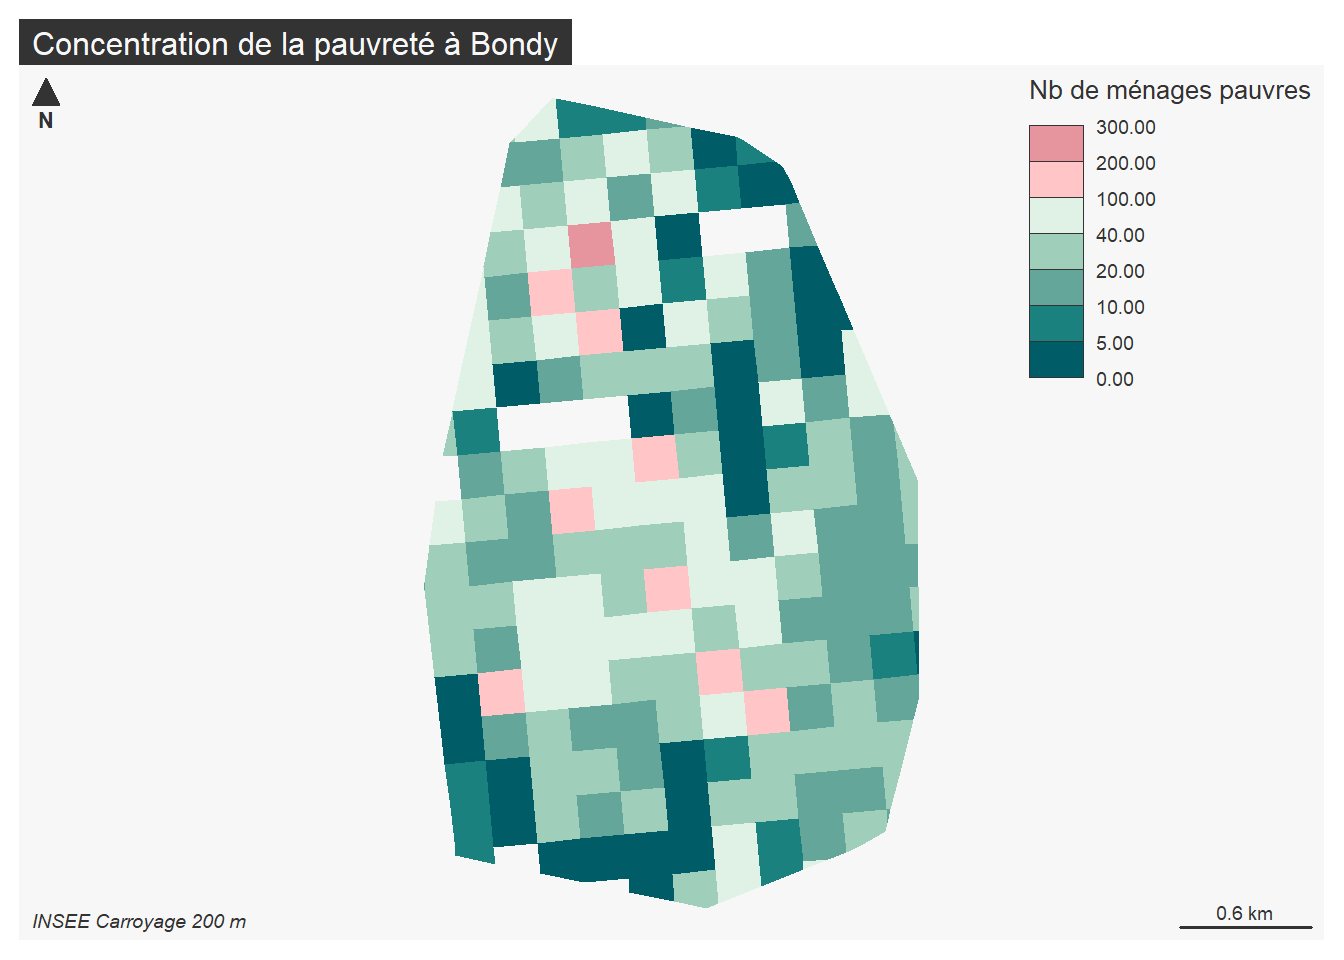 Concentration de la pauvreté à Bondy
N
Nb de ménages pauvres
300.00
200.00
100.00
40.00
20.00
10.00
5.00
0.00
INSEE Carroyage 200 m
0.6 km